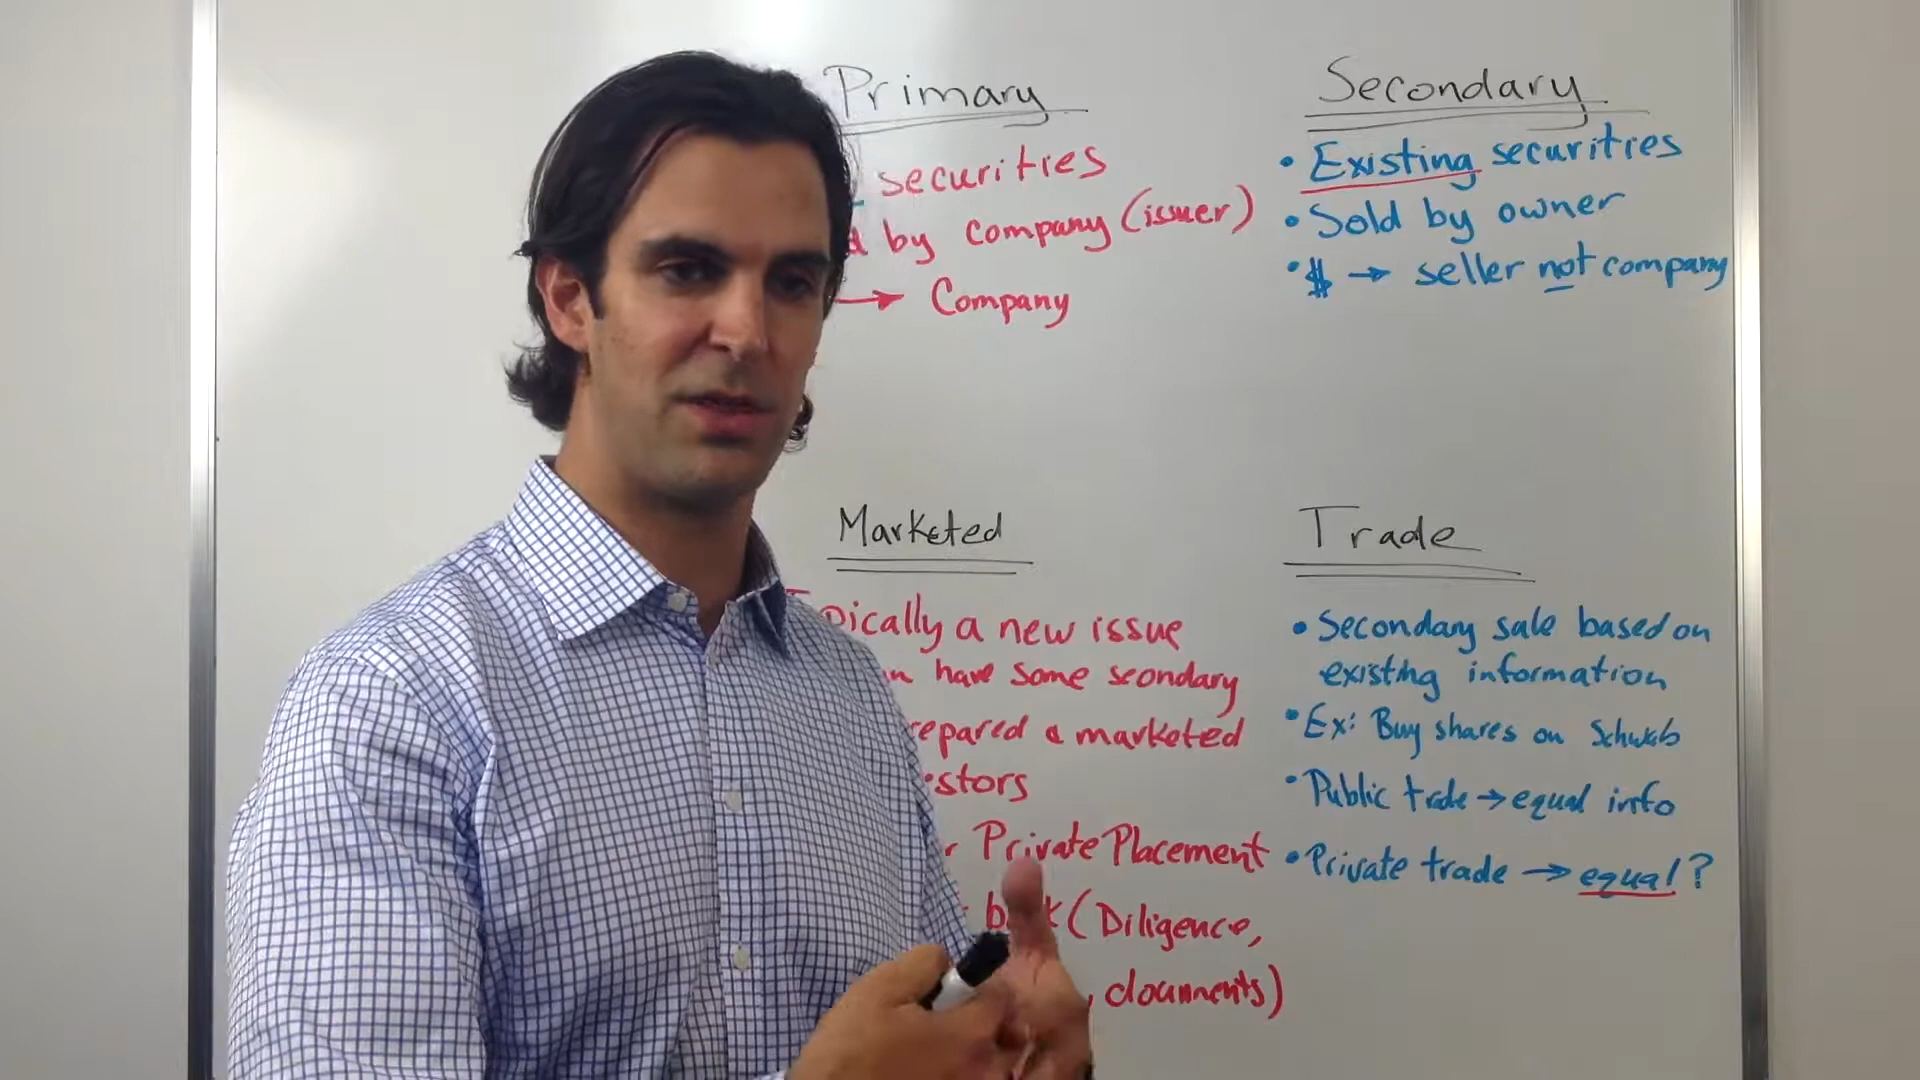 Primary
securities
by company (issuer)
→ Company
Secondary
• Existing securities
• Sold by owner
• $ → seller not company
Marketed
pically a new issue
have some seondary
repared & marketed
stors
Private Placement
(Diligence,
, documents)
Trade
• Secondary sale based on
existing information
• Ex: Buy shares on Schwab
• Public trade → equal info
• Private trade → equal?